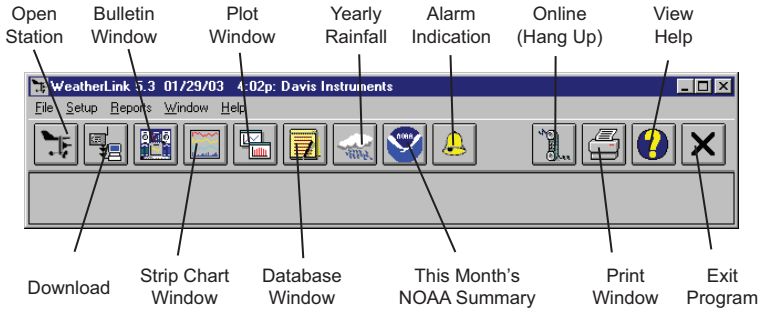 Open Station
Bulletin Window
Plot Window
Yearly Rainfall
Alarm Indication
Online (Hang Up)
View Help
WeatherLink 5.3 01/29/03 4:02p: Davis Instruments
File Setup Reports Window Help
NOAA
Download
Strip Chart Window
Database Window
This Month's NOAA Summary
Print Window
Exit Program